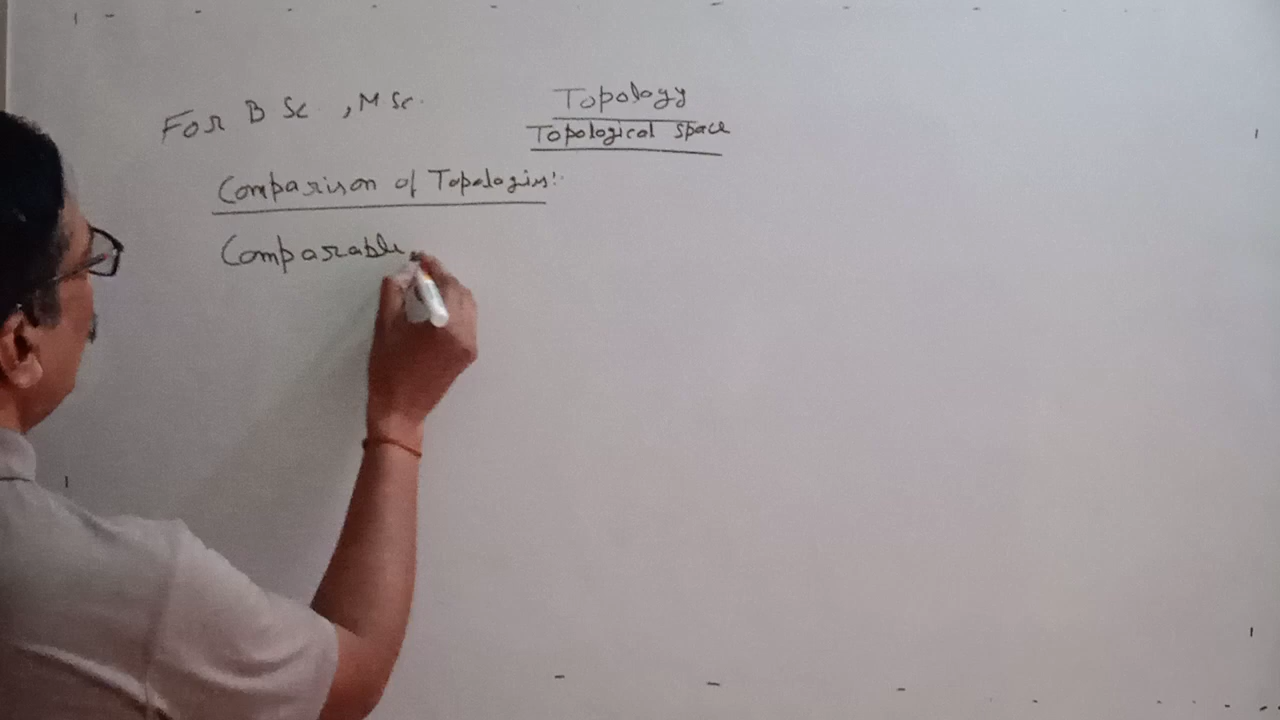 For B Sc , M Sc.
Topology
Topological space
Comparison of Topologies:
Comparable